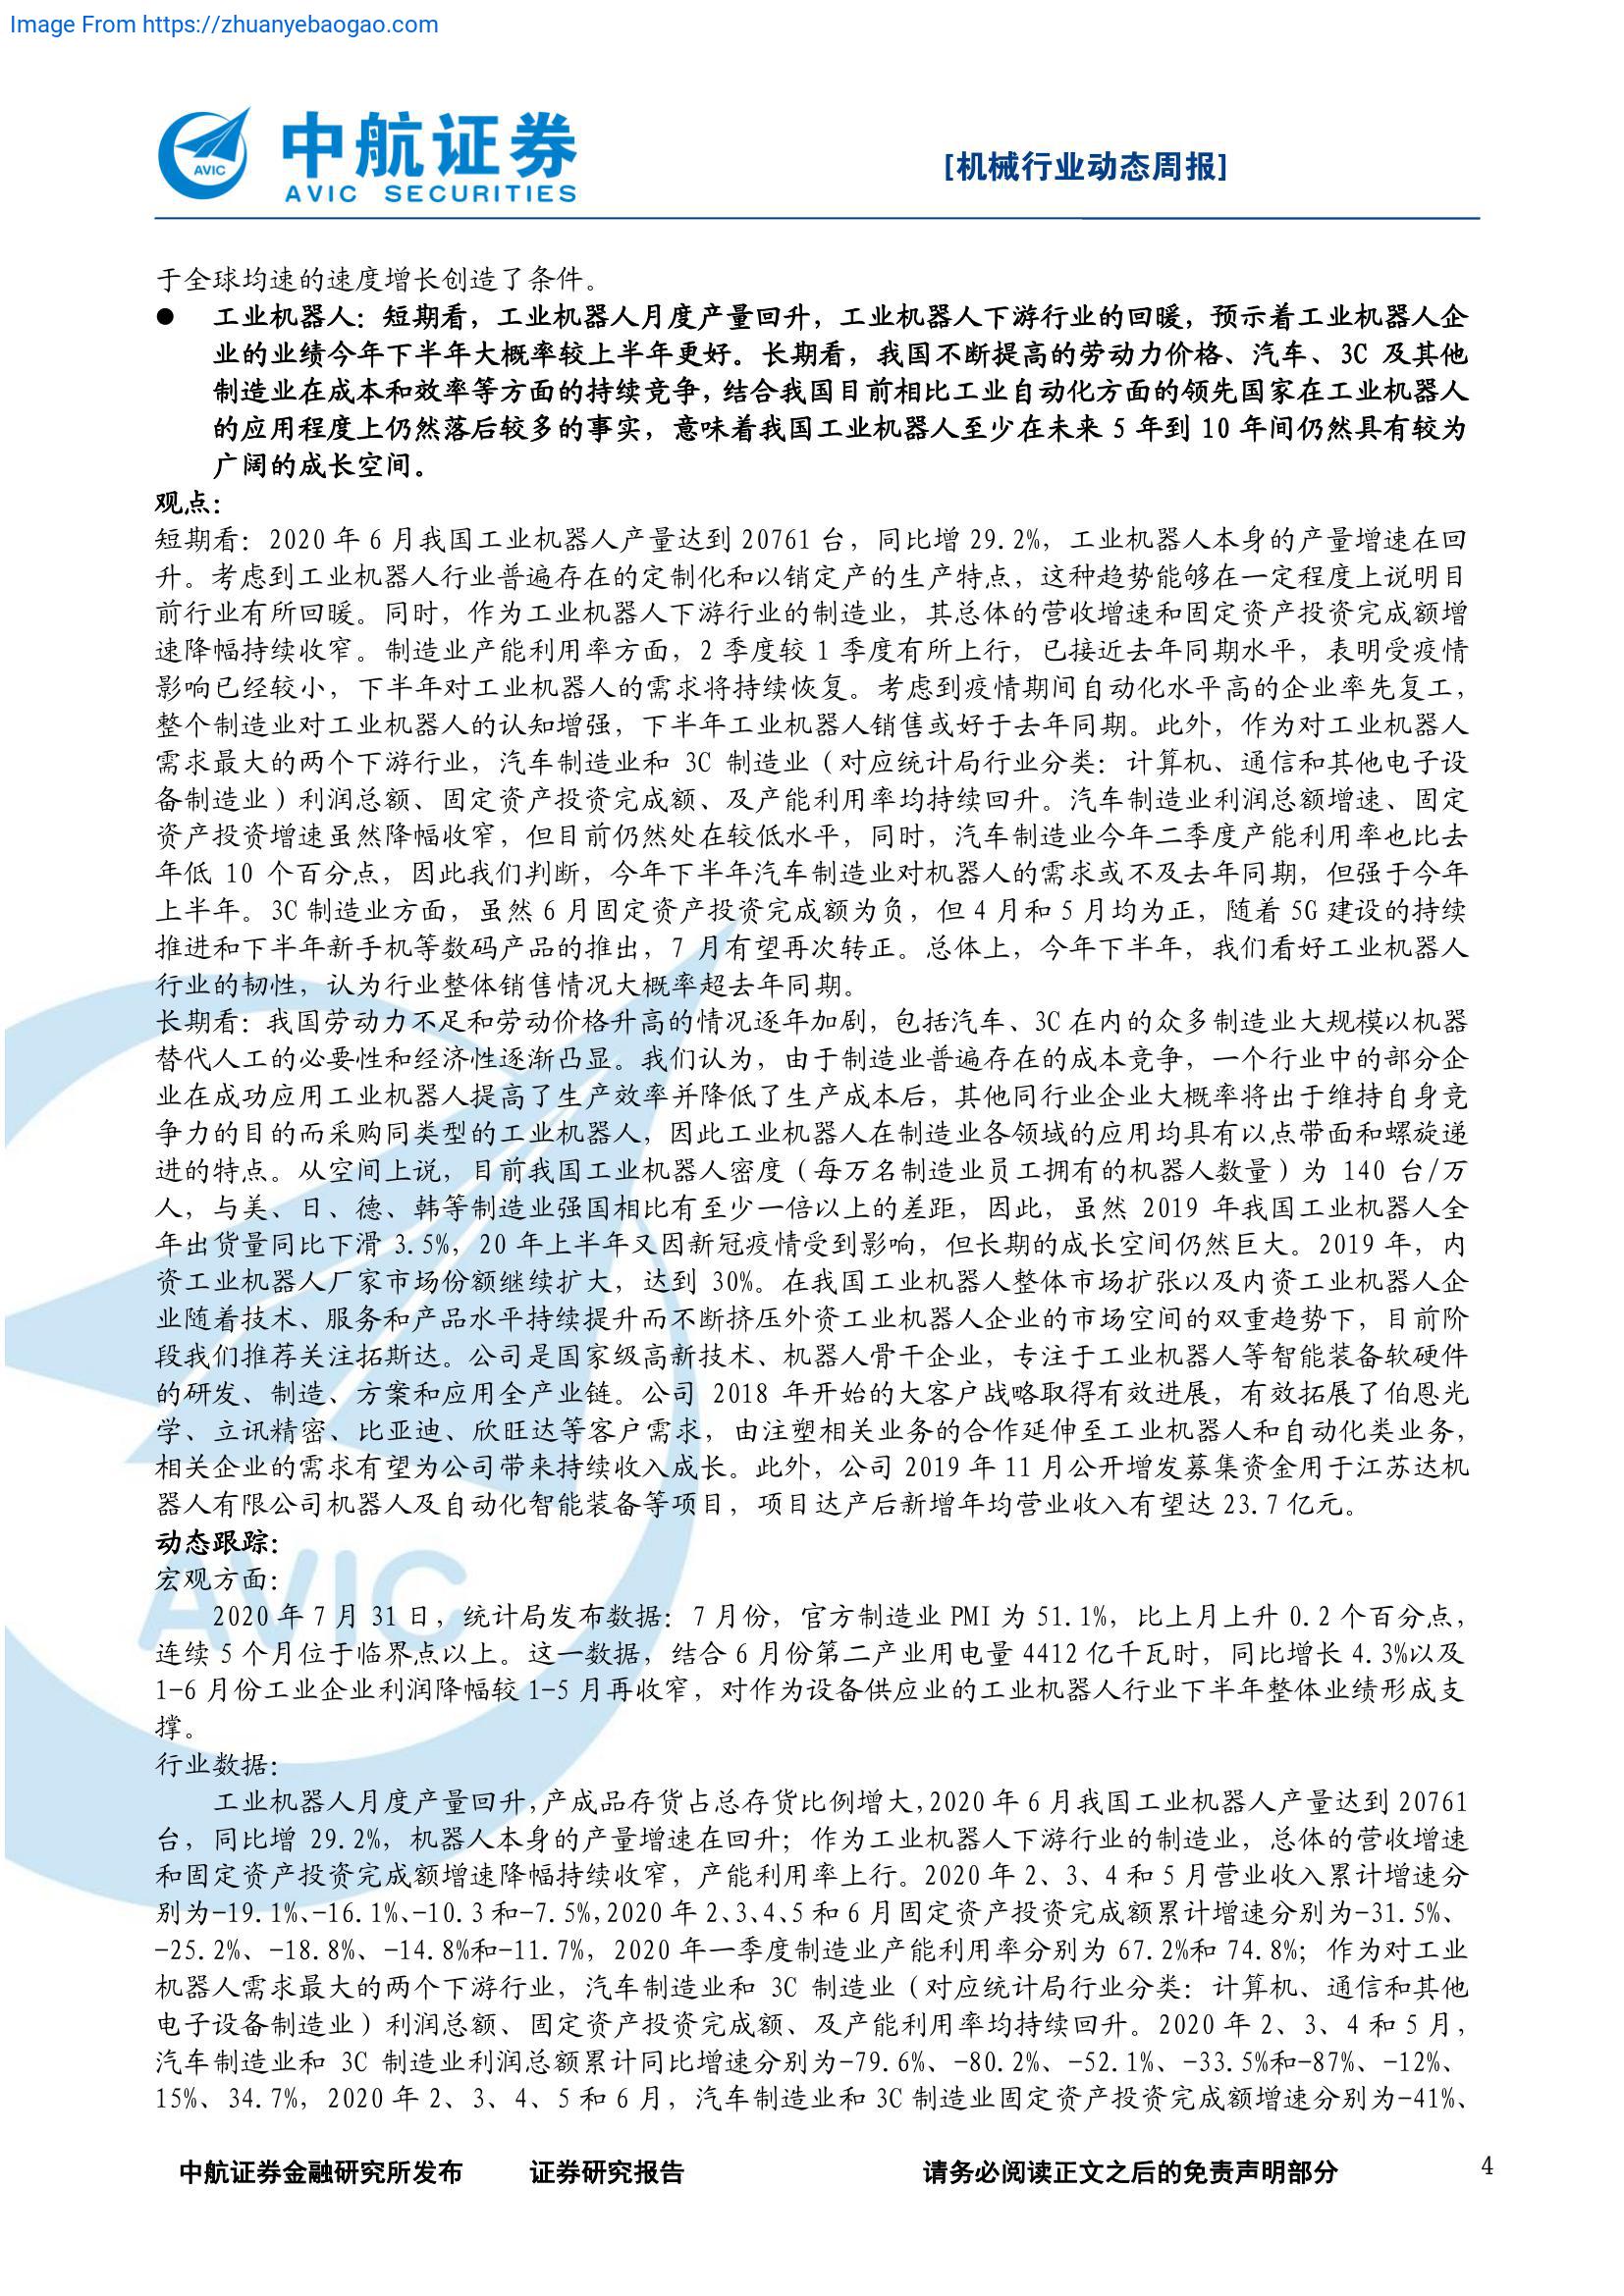 Image From https://zhuanyebaogao.com
AVIC
中航证券
AVIC SECURITIES
[机械行业动态周报]
于全球均速的速度增长创造了条件。
● 工业机器人：短期看，工业机器人月度产量回升，工业机器人下游行业的回暖，预示着工业机器人企
业的业绩今年下半年大概率较上半年更好。长期看，我国不断提高的劳动力价格、汽车、3C 及其他
制造业在成本和效率等方面的持续竞争，结合我国目前相比工业自动化方面的领先国家在工业机器人
的应用程度上仍然落后较多的事实，意味着我国工业机器人至少在未来 5 年到 10 年间仍然具有较为
广阔的成长空间。
观点：
短期看：2020 年 6 月我国工业机器人产量达到 20761 台，同比增 29.2%，工业机器人本身的产量增速在回
升。考虑到工业机器人行业普遍存在的定制化和以销定产的生产特点，这种趋势能够在一定程度上说明目
前行业有所回暖。同时，作为工业机器人下游行业的制造业，其总体的营收增速和固定资产投资完成额增
速降幅持续收窄。制造业产能利用率方面，2 季度较 1 季度有所上行，已接近去年同期水平，表明受疫情
影响已经较小，下半年对工业机器人的需求将持续恢复。考虑到疫情期间自动化水平高的企业率先复工，
整个制造业对工业机器人的认知增强，下半年工业机器人销售或好于去年同期。此外，作为对工业机器人
需求最大的两个下游行业，汽车制造业和 3C 制造业（对应统计局行业分类：计算机、通信和其他电子设
备制造业）利润总额、固定资产投资完成额、及产能利用率均持续回升。汽车制造业利润总额增速、固定
资产投资增速虽然降幅收窄，但目前仍然处在较低水平，同时，汽车制造业今年二季度产能利用率也比去
年低 10 个百分点，因此我们判断，今年下半年汽车制造业对机器人的需求或不及去年同期，但强于今年
上半年。3C 制造业方面，虽然 6 月固定资产投资完成额为负，但 4 月和 5 月均为正，随着 5G 建设的持续
推进和下半年新手机等数码产品的推出，7 月有望再次转正。总体上，今年下半年，我们看好工业机器人
行业的韧性，认为行业整体销售情况大概率超去年同期。
长期看：我国劳动力不足和劳动价格升高的情况逐年加剧，包括汽车、3C 在内的众多制造业大规模以机器
替代人工的必要性和经济性逐渐凸显。我们认为，由于制造业普遍存在的成本竞争，一个行业中的部分企
业在成功应用工业机器人提高了生产效率并降低了生产成本后，其他同行业企业大概率将出于维持自身竞
争力的目的而采购同类型的工业机器人，因此工业机器人在制造业各领域的应用均具有以点带面和螺旋递
进的特点。从空间上说，目前我国工业机器人密度（每万名制造业员工拥有的机器人数量）为 140 台/万
人，与美、日、德、韩等制造业强国相比有至少一倍以上的差距，因此，虽然 2019 年我国工业机器人全
年出货量同比下滑 3.5%，20 年上半年又因新冠疫情受到影响，但长期的成长空间仍然巨大。2019 年，内
资工业机器人厂家市场份额继续扩大，达到 30%。在我国工业机器人整体市场扩张以及内资工业机器人企
业随着技术、服务和产品水平持续提升而不断挤压外资工业机器人企业的市场空间的双重趋势下，目前阶
段我们推荐关注拓斯达。公司是国家级高新技术、机器人骨干企业，专注于工业机器人等智能装备软硬件
的研发、制造、方案和应用全产业链。公司 2018 年开始的大客户战略取得有效进展，有效拓展了伯恩光
学、立讯精密、比亚迪、欣旺达等客户需求，由注塑相关业务的合作延伸至工业机器人和自动化类业务，
相关企业的需求有望为公司带来持续收入成长。此外，公司 2019 年 11 月公开增发募集资金用于江苏达机
器人有限公司机器人及自动化智能装备等项目，项目达产后新增年均营业收入有望达 23.7 亿元。
动态跟踪：
宏观方面：
2020 年 7 月 31 日，统计局发布数据：7 月份，官方制造业 PMI 为 51.1%，比上月上升 0.2 个百分点，
连续 5 个月位于临界点以上。这一数据，结合 6 月份第二产业用电量 4412 亿千瓦时，同比增长 4.3%以及
1-6 月份工业企业利润降幅较 1-5 月再收窄，对作为设备供应业的工业机器人行业下半年整体业绩形成支
撑。
行业数据：
工业机器人月度产量回升，产成品存货占总存货比例增大，2020 年 6 月我国工业机器人产量达到 20761
台，同比增 29.2%，机器人本身的产量增速在回升；作为工业机器人下游行业的制造业，总体的营收增速
和固定资产投资完成额增速降幅持续收窄，产能利用率上行。2020 年 2、3、4 和 5 月营业收入累计增速分
别为-19.1%、-16.1%、-10.3 和-7.5%，2020 年 2、3、4、5 和 6 月固定资产投资完成额累计增速分别为-31.5%、
-25.2%、-18.8%、-14.8%和-11.7%，2020 年一季度制造业产能利用率分别为 67.2%和 74.8%；作为对工业
机器人需求最大的两个下游行业，汽车制造业和 3C 制造业（对应统计局行业分类：计算机、通信和其他
电子设备制造业）利润总额、固定资产投资完成额、及产能利用率均持续回升。2020 年 2、3、4 和 5 月，
汽车制造业和 3C 制造业利润总额累计同比增速分别为-79.6%、-80.2%、-52.1%、-33.5%和-87%、-12%、
15%、34.7%，2020 年 2、3、4、5 和 6 月，汽车制造业和 3C 制造业固定资产投资完成额增速分别为-41%、
AVIC
中航证券金融研究所发布 证券研究报告 请务必阅读正文之后的免责声明部分 4